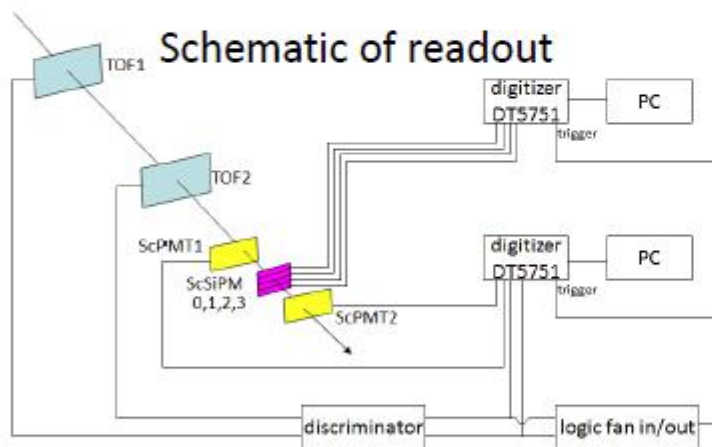 Schematic of readout
TOF1
digitizer
DT5751
PC
trigger
TOF2
ScPMT1
ScSiPM
0,1,2,3
ScPMT2
digitizer
DT5751
PC
trigger
discriminator
logic fan in/out